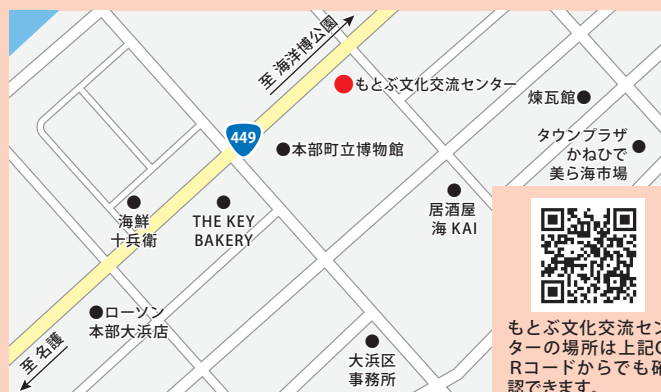 至 海洋博公園
もとぶ文化交流センター
煉瓦館
449
本部町立博物館
タウンプラザ
かねひで
美ら海市場
海鮮
十兵衛
THE KEY
BAKERY
居酒屋
海 KAI
ローソン
本部大浜店
至 名護
大浜区
事務所
もとぶ文化交流セン
ターの場所は上記Q
Rコードからでも確
認できます。